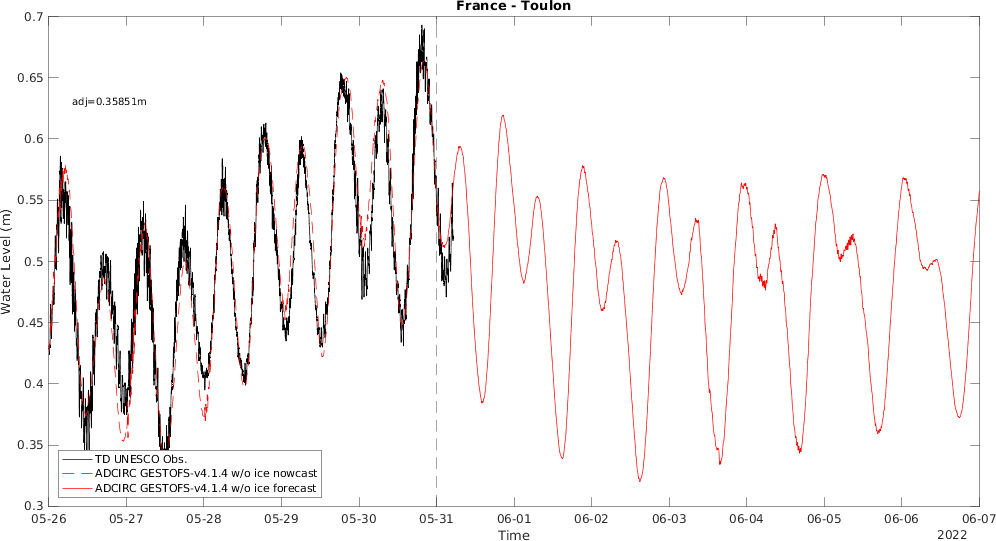 France - Toulon
0.7
0.65
adj=0.35851m
0.6
0.55
0.5
Water Level (m)
0.45
0.4
0.35
TD UNESCO Obs.
ADCIRC GESTOFS-v4.1.4 w/o ice nowcast
ADCIRC GESTOFS-v4.1.4 w/o ice forecast
0.3
05-26 05-27 05-28 05-29 05-30 05-31 06-01 06-02 06-03 06-04 06-05 06-06 06-07
Time
2022